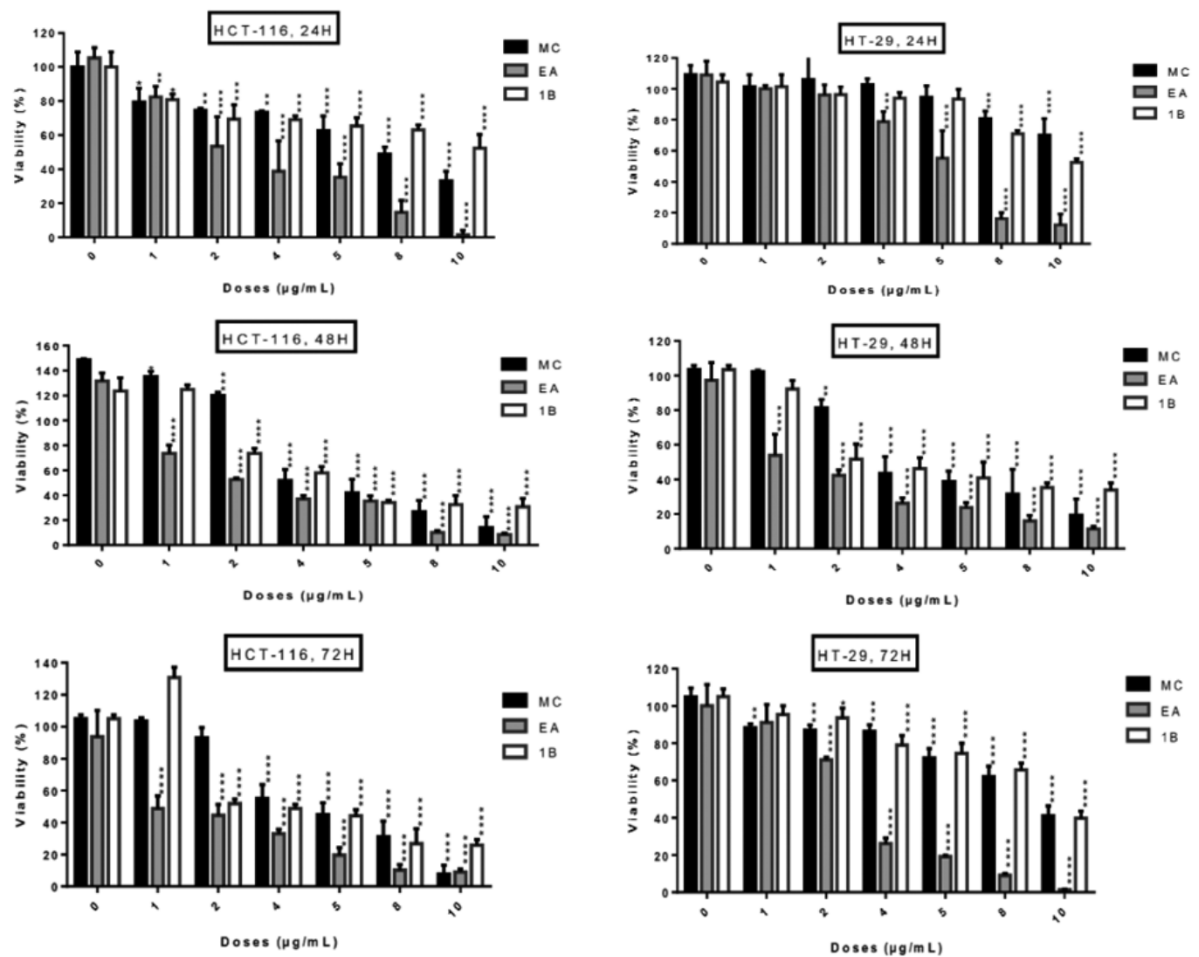 HCT-116, 24H
MC
EA
1B
Viability (%)
120
100
80
60
40
20
0
0 1 2 4 5 8 10
Doses (µg/mL)
HT-29, 24H
MC
EA
1B
Viability (%)
120
100
80
60
40
20
0
0 1 2 4 5 8 10
Doses (µg/mL)
HCT-116, 48H
MC
EA
1B
Viability (%)
160
140
120
100
80
60
40
20
0
0 1 2 4 5 8 10
Doses (µg/mL)
HT-29, 48H
MC
EA
1B
Viability (%)
120
100
80
60
40
20
0
0 1 2 4 5 8 10
Doses (µg/mL)
HCT-116, 72H
MC
EA
1B
Viability (%)
140
120
100
80
60
40
20
0
0 1 2 4 5 8 10
Doses (µg/mL)
HT-29, 72H
MC
EA
1B
Viability (%)
120
100
80
60
40
20
0
0 1 2 4 5 8 10
Doses (µg/mL)